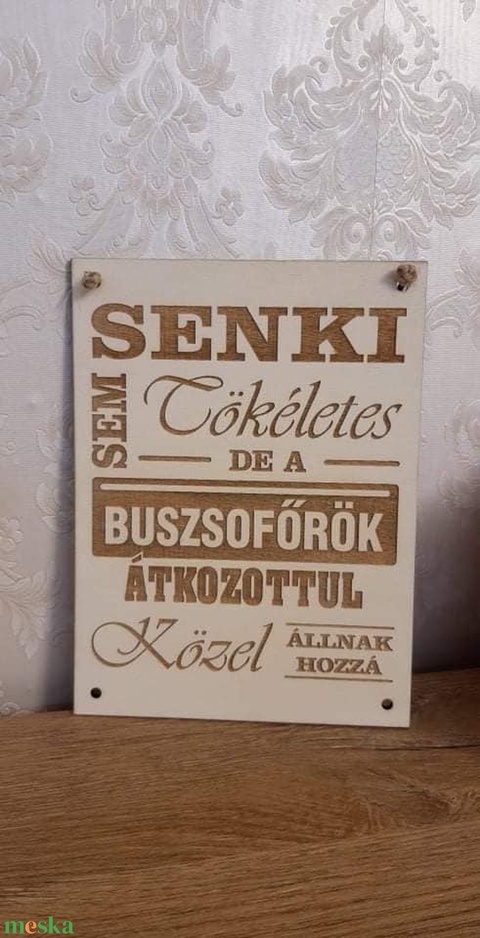 SENKI
SEM
Tökéletes
DE A
BUSZSOFŐRÖK
ÁTKOZOTTUL
Közel
ÁLLNAK
HOZZÁ
meska